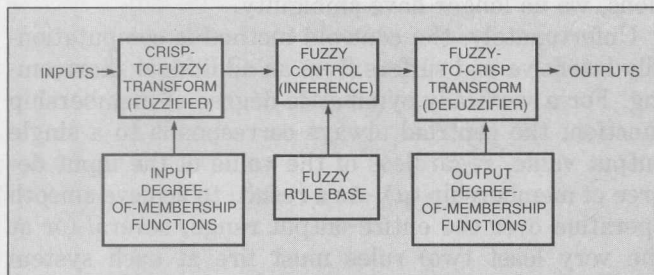 INPUTS
CRISP-
TO-FUZZY
TRANSFORM
(FUZZIFIER)
FUZZY
CONTROL
(INFERENCE)
FUZZY-
TO-CRISP
TRANSFORM
(DEFUZZIFIER)
OUTPUTS
INPUT
DEGREE
OF-MEMBERSHIP
FUNCTIONS
FUZZY
RULE BASE
OUTPUT
DEGREE
OF-MEMBERSHIP
FUNCTIONS